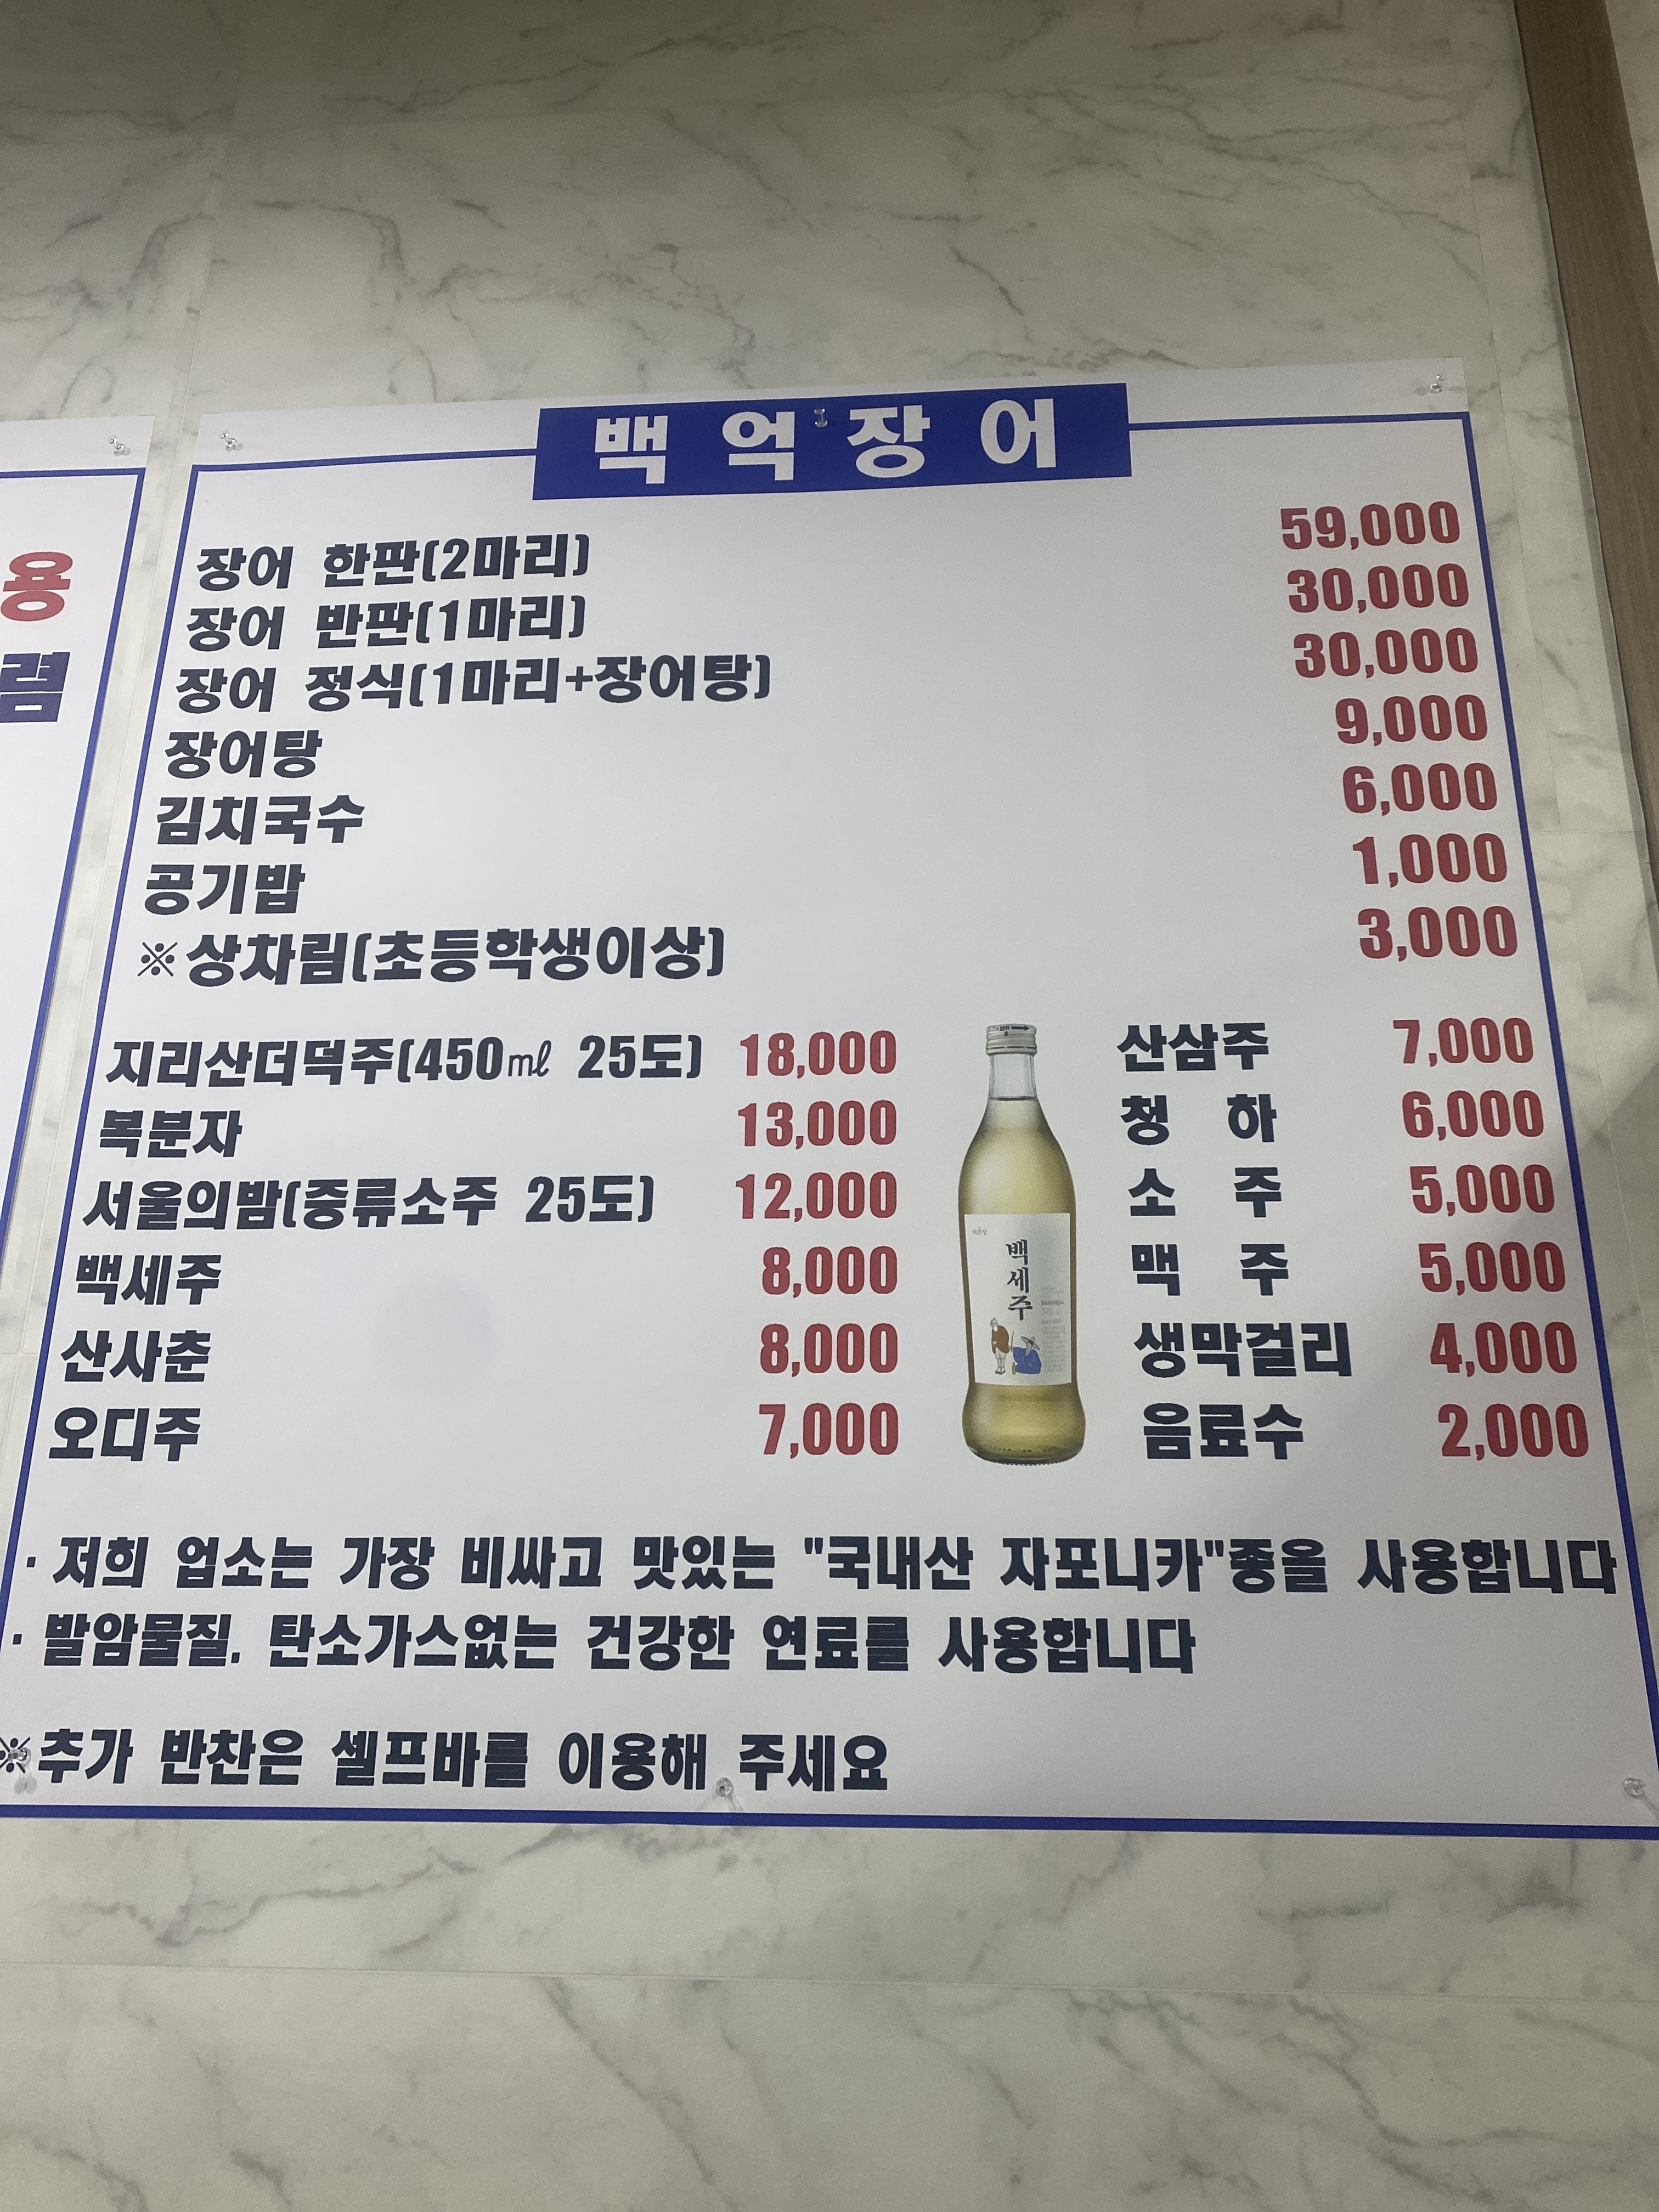 용
렴
백억장어
장어 한판(2마리) 59,000
장어 반판(1마리) 30,000
장어 정식(1마리+장어탕) 30,000
장어탕 9,000
김치국수 6,000
공기밥 1,000
※상차림(초등학생이상) 3,000
지리산더덕주(450㎖ 25도) 18,000
복분자 13,000
서울의밤(증류소주 25도) 12,000
백세주 8,000
산사춘 8,000
오디주 7,000
백세주
산삼주 7,000
청 하 6,000
소 주 5,000
맥 주 5,000
생막걸리 4,000
음료수 2,000
· 저희 업소는 가장 비싸고 맛있는 "국내산 자포니카"종을 사용합니다
· 발암물질, 탄소가스없는 건강한 연료를 사용합니다
※추가 반찬은 셀프바를 이용해 주세요